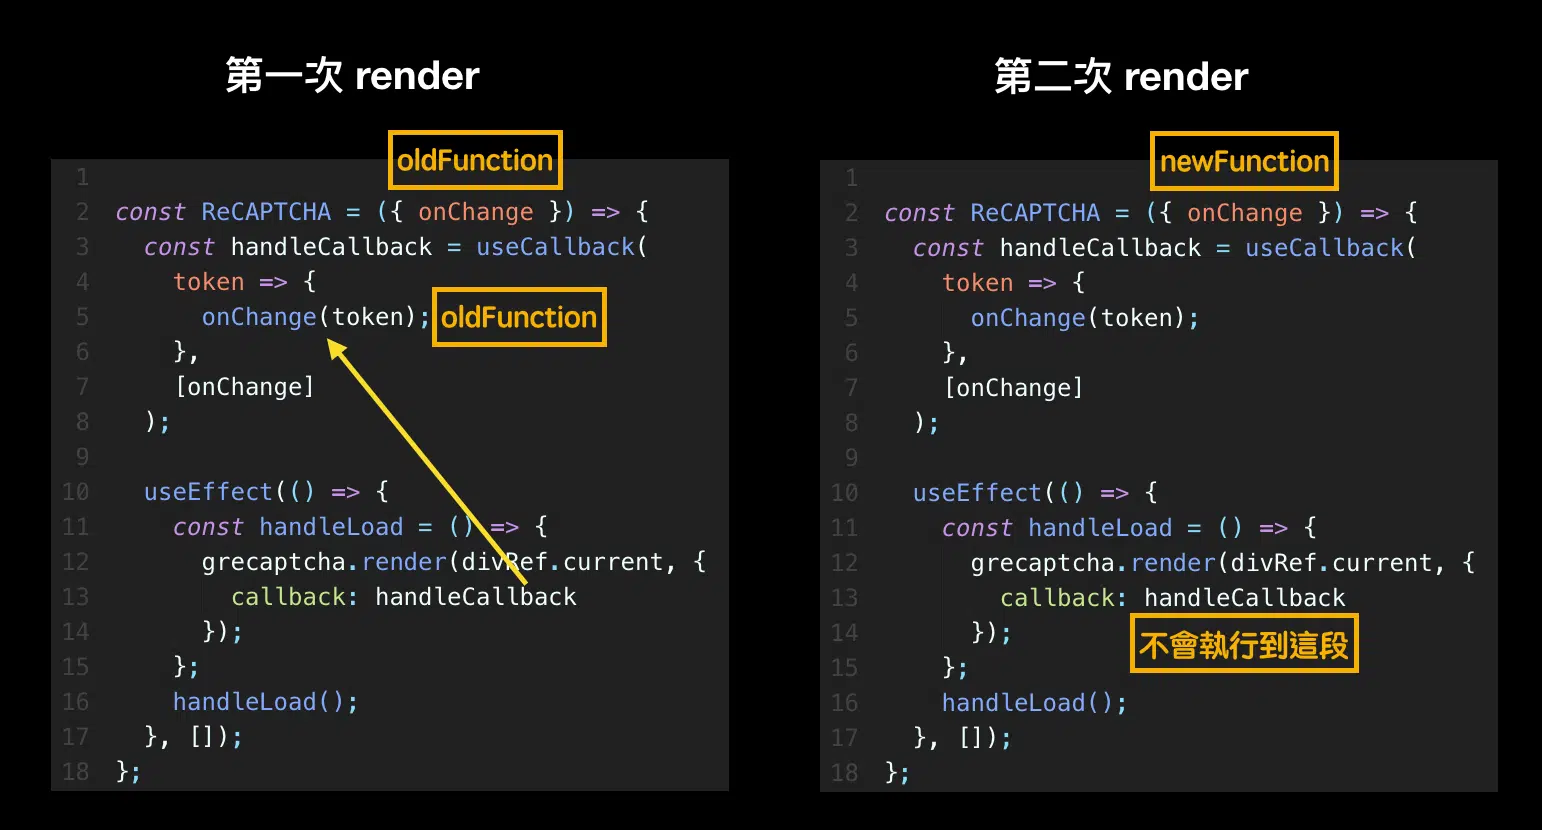 第一次 render
oldFunction
1
2 const ReCAPTCHA = ({ onChange }) => {
3 const handleCallback = useCallback(
4 token => {
5 onChange(token); oldFunction
6 },
7 [onChange]
8 );
9
10 useEffect(() => {
11 const handleLoad = () => {
12 grecaptcha.render(divRef.current, {
13 callback: handleCallback
14 });
15 };
16 handleLoad();
17 }, []);
18 };
第二次 render
newFunction
1
2 const ReCAPTCHA = ({ onChange }) => {
3 const handleCallback = useCallback(
4 token => {
5 onChange(token);
6 },
7 [onChange]
8 );
9
10 useEffect(() => {
11 const handleLoad = () => {
12 grecaptcha.render(divRef.current, {
13 callback: handleCallback
14 }); 不會執行到這段
15 };
16 handleLoad();
17 }, []);
18 };